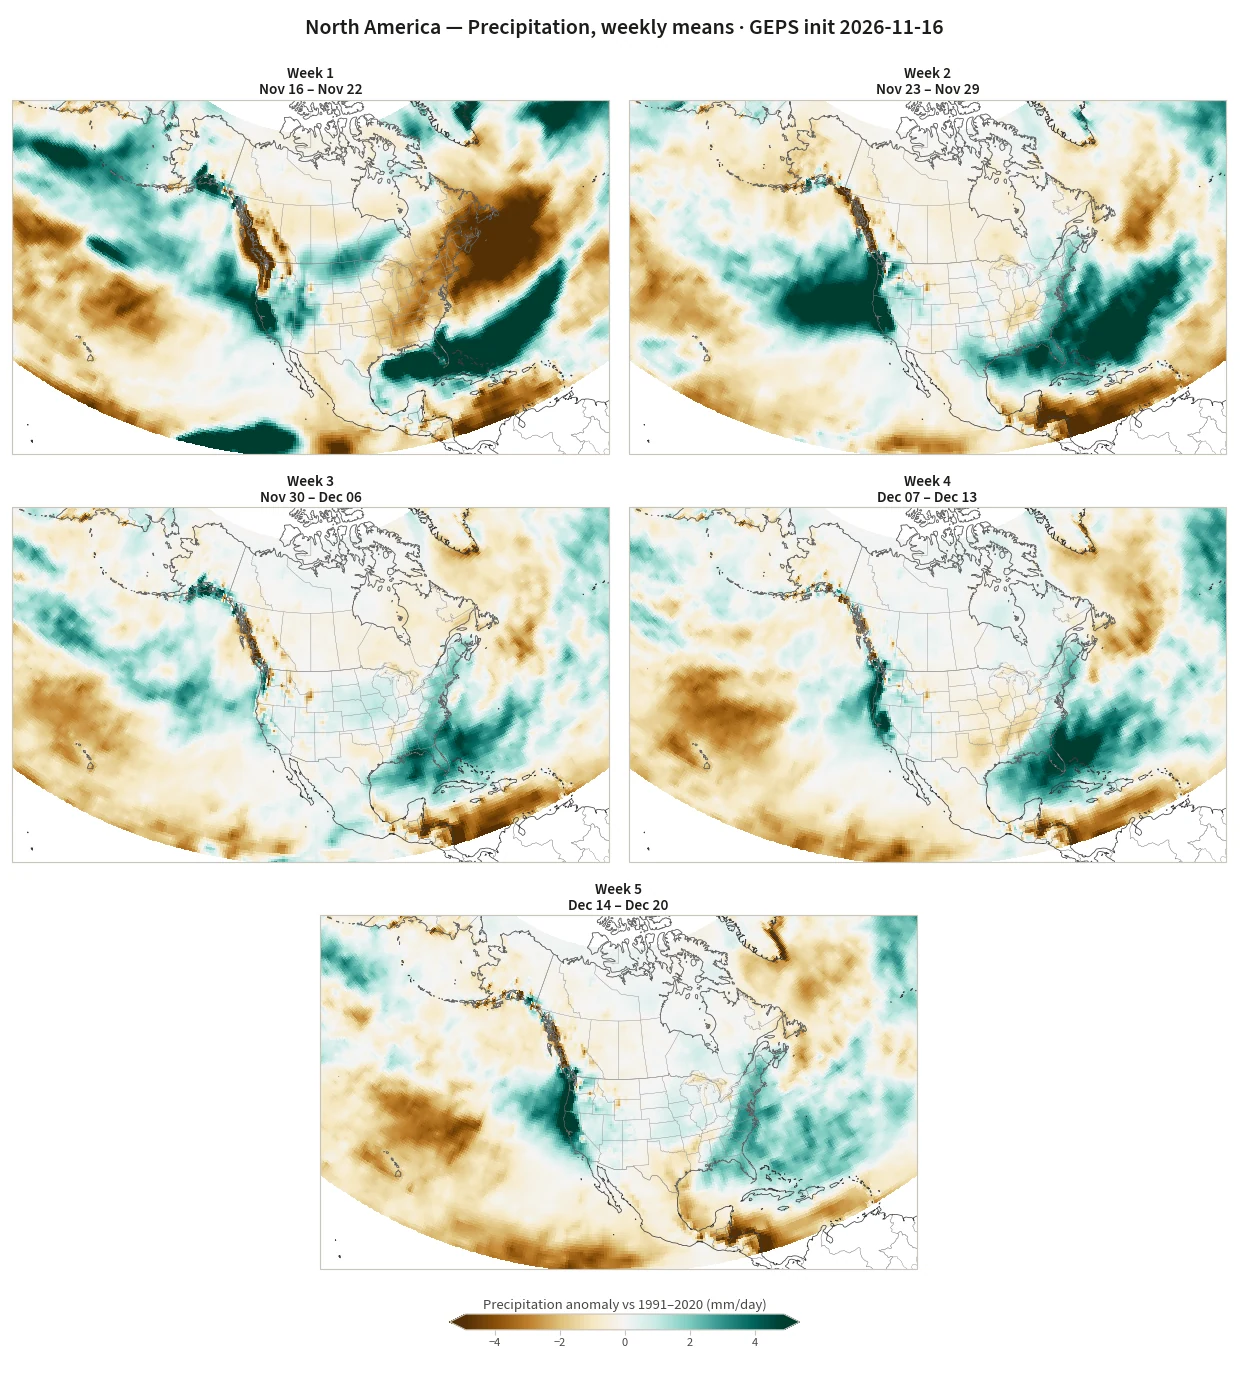 North America — Precipitation, weekly means · GEPS init 2026-11-16
Week 1
Nov 16 – Nov 22
Week 2
Nov 23 – Nov 29
Week 3
Nov 30 – Dec 06
Week 4
Dec 07 – Dec 13
Week 5
Dec 14 – Dec 20
Precipitation anomaly vs 1991–2020 (mm/day)
−4 −2 0 2 4